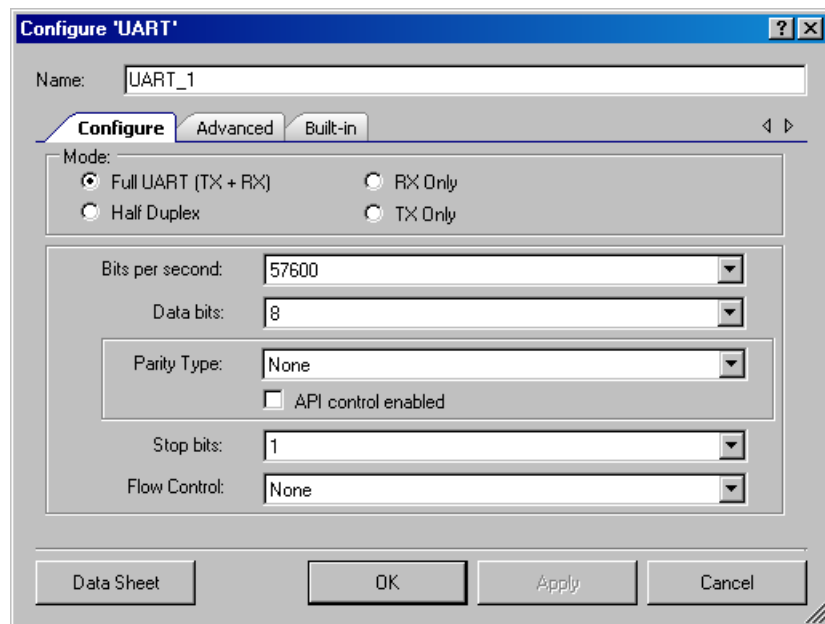 Configure 'UART'
Name: UART_1
Configure Advanced Built-in
Mode:
Full UART (TX + RX) RX Only
Half Duplex TX Only
Bits per second: 57600
Data bits: 8
Parity Type: None
API control enabled
Stop bits: 1
Flow Control: None
Data Sheet OK Apply Cancel